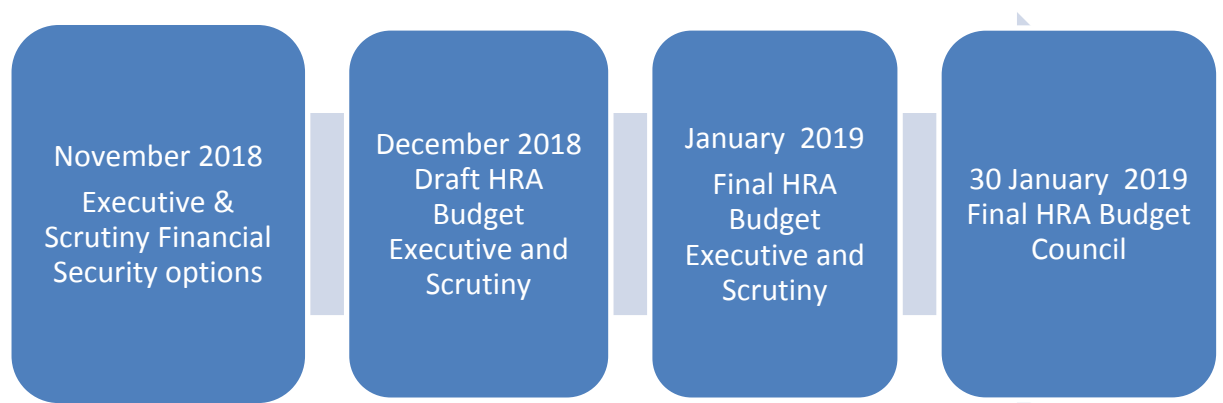 November 2018
Executive &
Scrutiny Financial
Security options
December 2018
Draft HRA
Budget
Executive and
Scrutiny
January  2019
Final HRA
Budget
Executive and
Scrutiny
30 January  2019
Final HRA Budget
Council